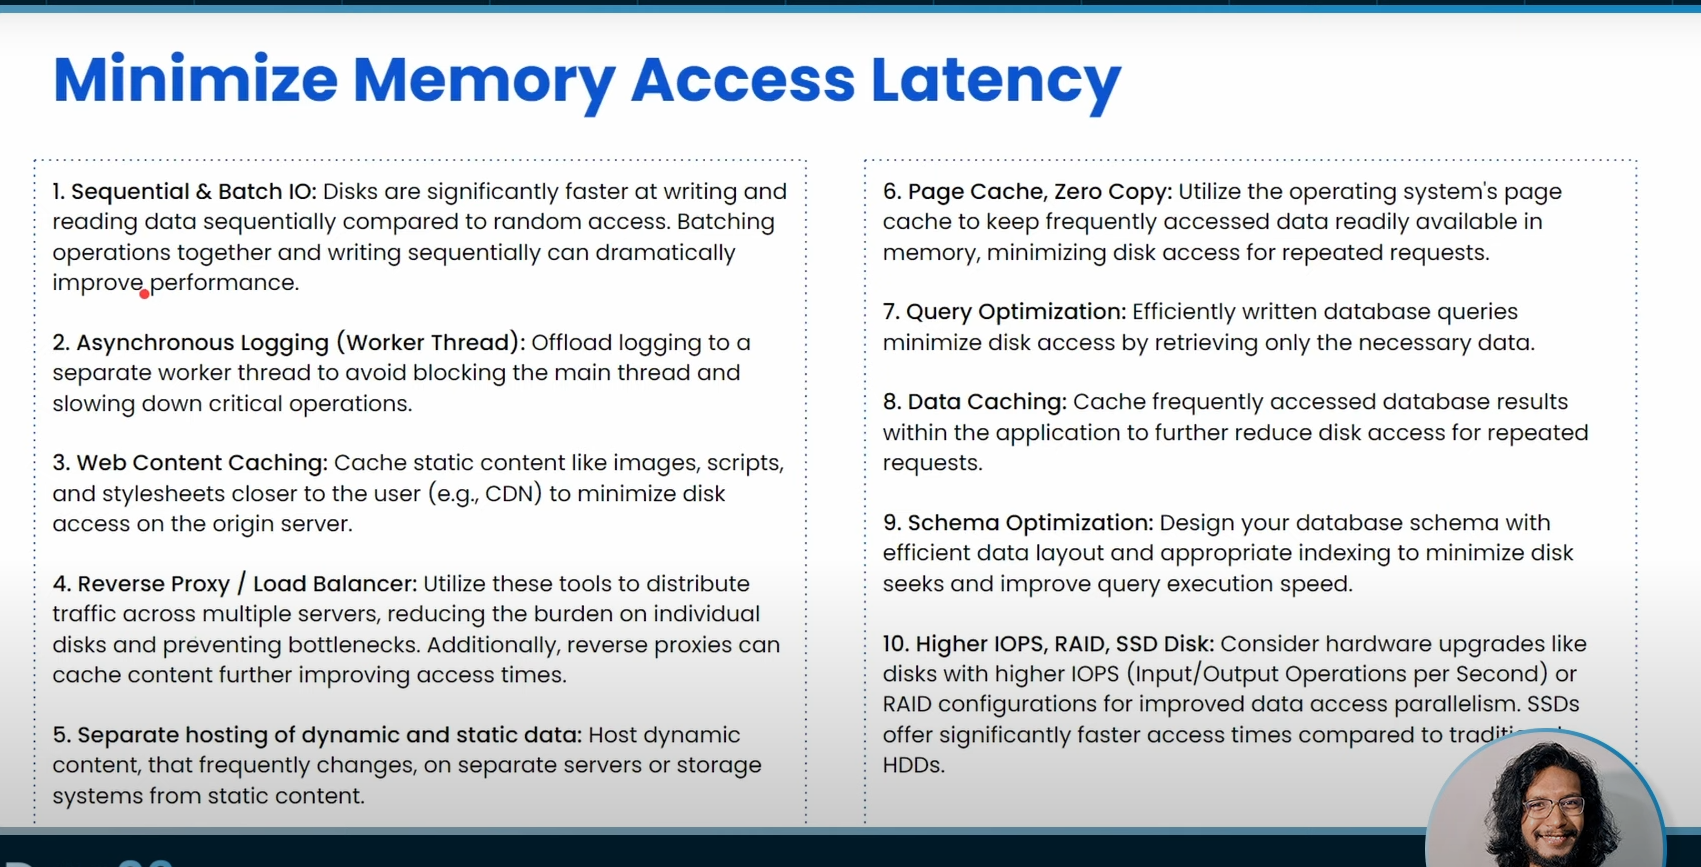 Minimize Memory Access Latency
1. Sequential & Batch IO: Disks are significantly faster at writing and
reading data sequentially compared to random access. Batching
operations together and writing sequentially can dramatically
improve performance.
2. Asynchronous Logging (Worker Thread): Offload logging to a
separate worker thread to avoid blocking the main thread and
slowing down critical operations.
3. Web Content Caching: Cache static content like images, scripts,
and stylesheets closer to the user (e.g., CDN) to minimize disk
access on the origin server.
4. Reverse Proxy / Load Balancer: Utilize these tools to distribute
traffic across multiple servers, reducing the burden on individual
disks and preventing bottlenecks. Additionally, reverse proxies can
cache content further improving access times.
5. Separate hosting of dynamic and static data: Host dynamic
content, that frequently changes, on separate servers or storage
systems from static content.
6. Page Cache, Zero Copy: Utilize the operating system's page
cache to keep frequently accessed data readily available in
memory, minimizing disk access for repeated requests.
7. Query Optimization: Efficiently written database queries
minimize disk access by retrieving only the necessary data.
8. Data Caching: Cache frequently accessed database results
within the application to further reduce disk access for repeated
requests.
9. Schema Optimization: Design your database schema with
efficient data layout and appropriate indexing to minimize disk
seeks and improve query execution speed.
10. Higher IOPS, RAID, SSD Disk: Consider hardware upgrades like
disks with higher IOPS (Input/Output Operations per Second) or
RAID configurations for improved data access parallelism. SSDs
offer significantly faster access times compared to
HDDs.